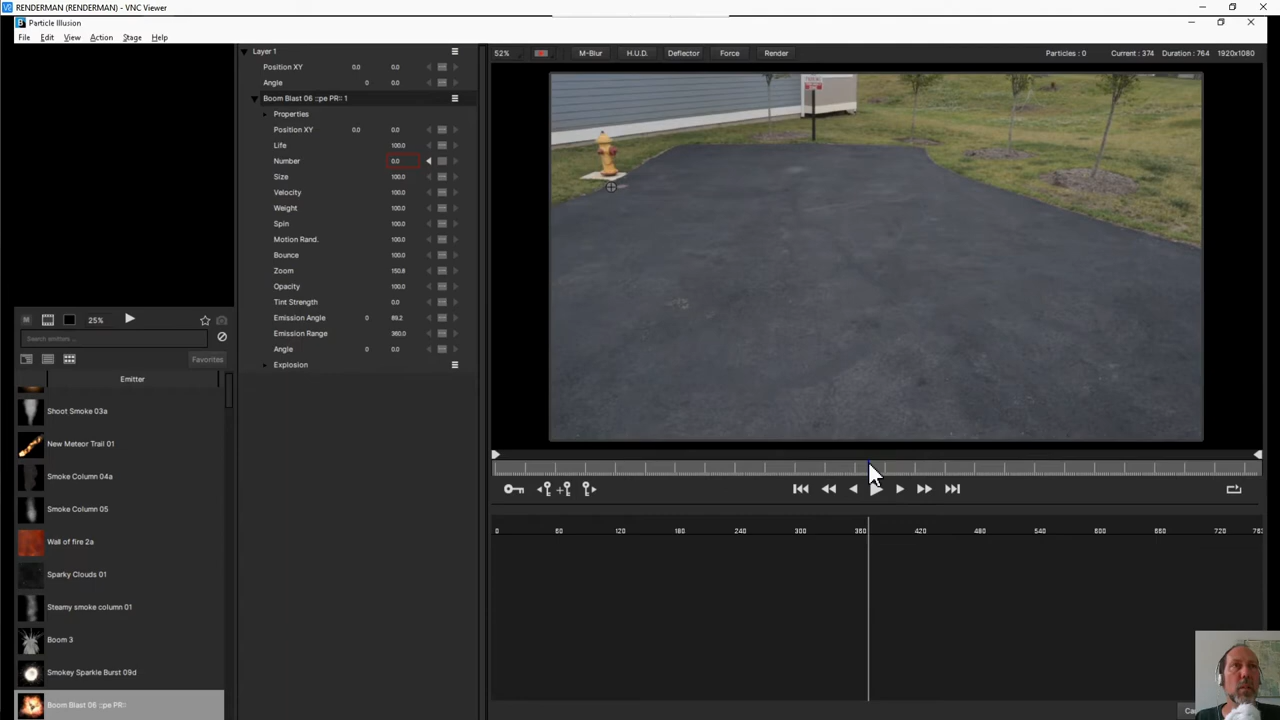 RENDERMAN (RENDERMAN) - VNC Viewer
Particle Illusion
File Edit View Action Stage Help
Layer 1
Position XY 0.0 0.0
Angle 0 0.0
Boom Blast 06 ::pe PR:: 1
Properties
Position XY 0.0 0.0
Life 100.0
Number 0.0
Size 100.0
Velocity 100.0
Weight 100.0
Spin 100.0
Motion Rand. 100.0
Bounce 100.0
Zoom 150.8
Opacity 100.0
Tint Strength 0.0
Emission Angle 0 89.2
Emission Range 360.0
Angle 0 0.0
Explosion
52% M-Blur H.U.D. Deflector Force Render Particles : 0 Current : 374 Duration : 764 1920x1080
0 60 120 180 240 300 360 420 480 540 600 660 720
M 25%
Search emitters...
Favorites
Emitter
Shoot Smoke 03a
New Meteor Trail 01
Smoke Column 04a
Smoke Column 05
Wall of fire 2a
Sparky Clouds 01
Steamy smoke column 01
Boom 3
Smokey Sparkle Burst 09d
Boom Blast 06 ::pe PR::